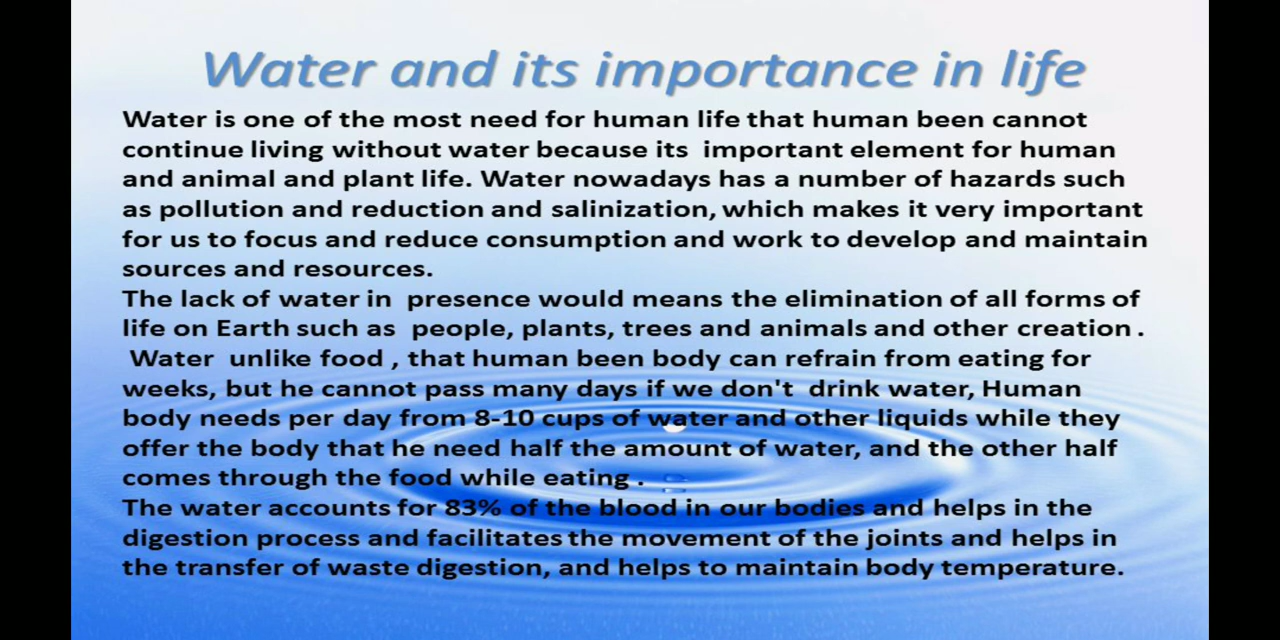 Water and its importance in life
Water is one of the most need for human life that human been cannot
continue living without water because its important element for human
and animal and plant life. Water nowadays has a number of hazards such
as pollution and reduction and salinization, which makes it very important
for us to focus and reduce consumption and work to develop and maintain
sources and resources.
The lack of water in presence would means the elimination of all forms of
life on Earth such as people, plants, trees and animals and other creation .
Water unlike food , that human been body can refrain from eating for
weeks, but he cannot pass many days if we don't drink water, Human
body needs per day from 8-10 cups of water and other liquids while they
offer the body that he need half the amount of water, and the other half
comes through the food while eating .
The water accounts for 83% of the blood in our bodies and helps in the
digestion process and facilitates the movement of the joints and helps in
the transfer of waste digestion, and helps to maintain body temperature.